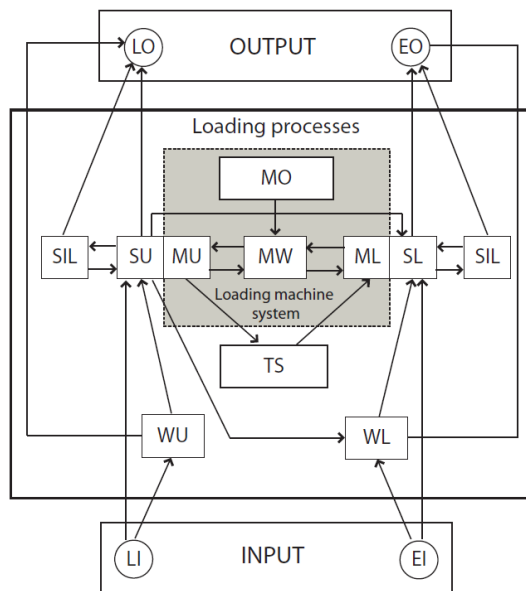 LO
OUTPUT
EO
Loading processes
MO
SIL
SU
MU
MW
ML
SL
SIL
Loading machine
system
TS
WU
WL
LI
INPUT
EI